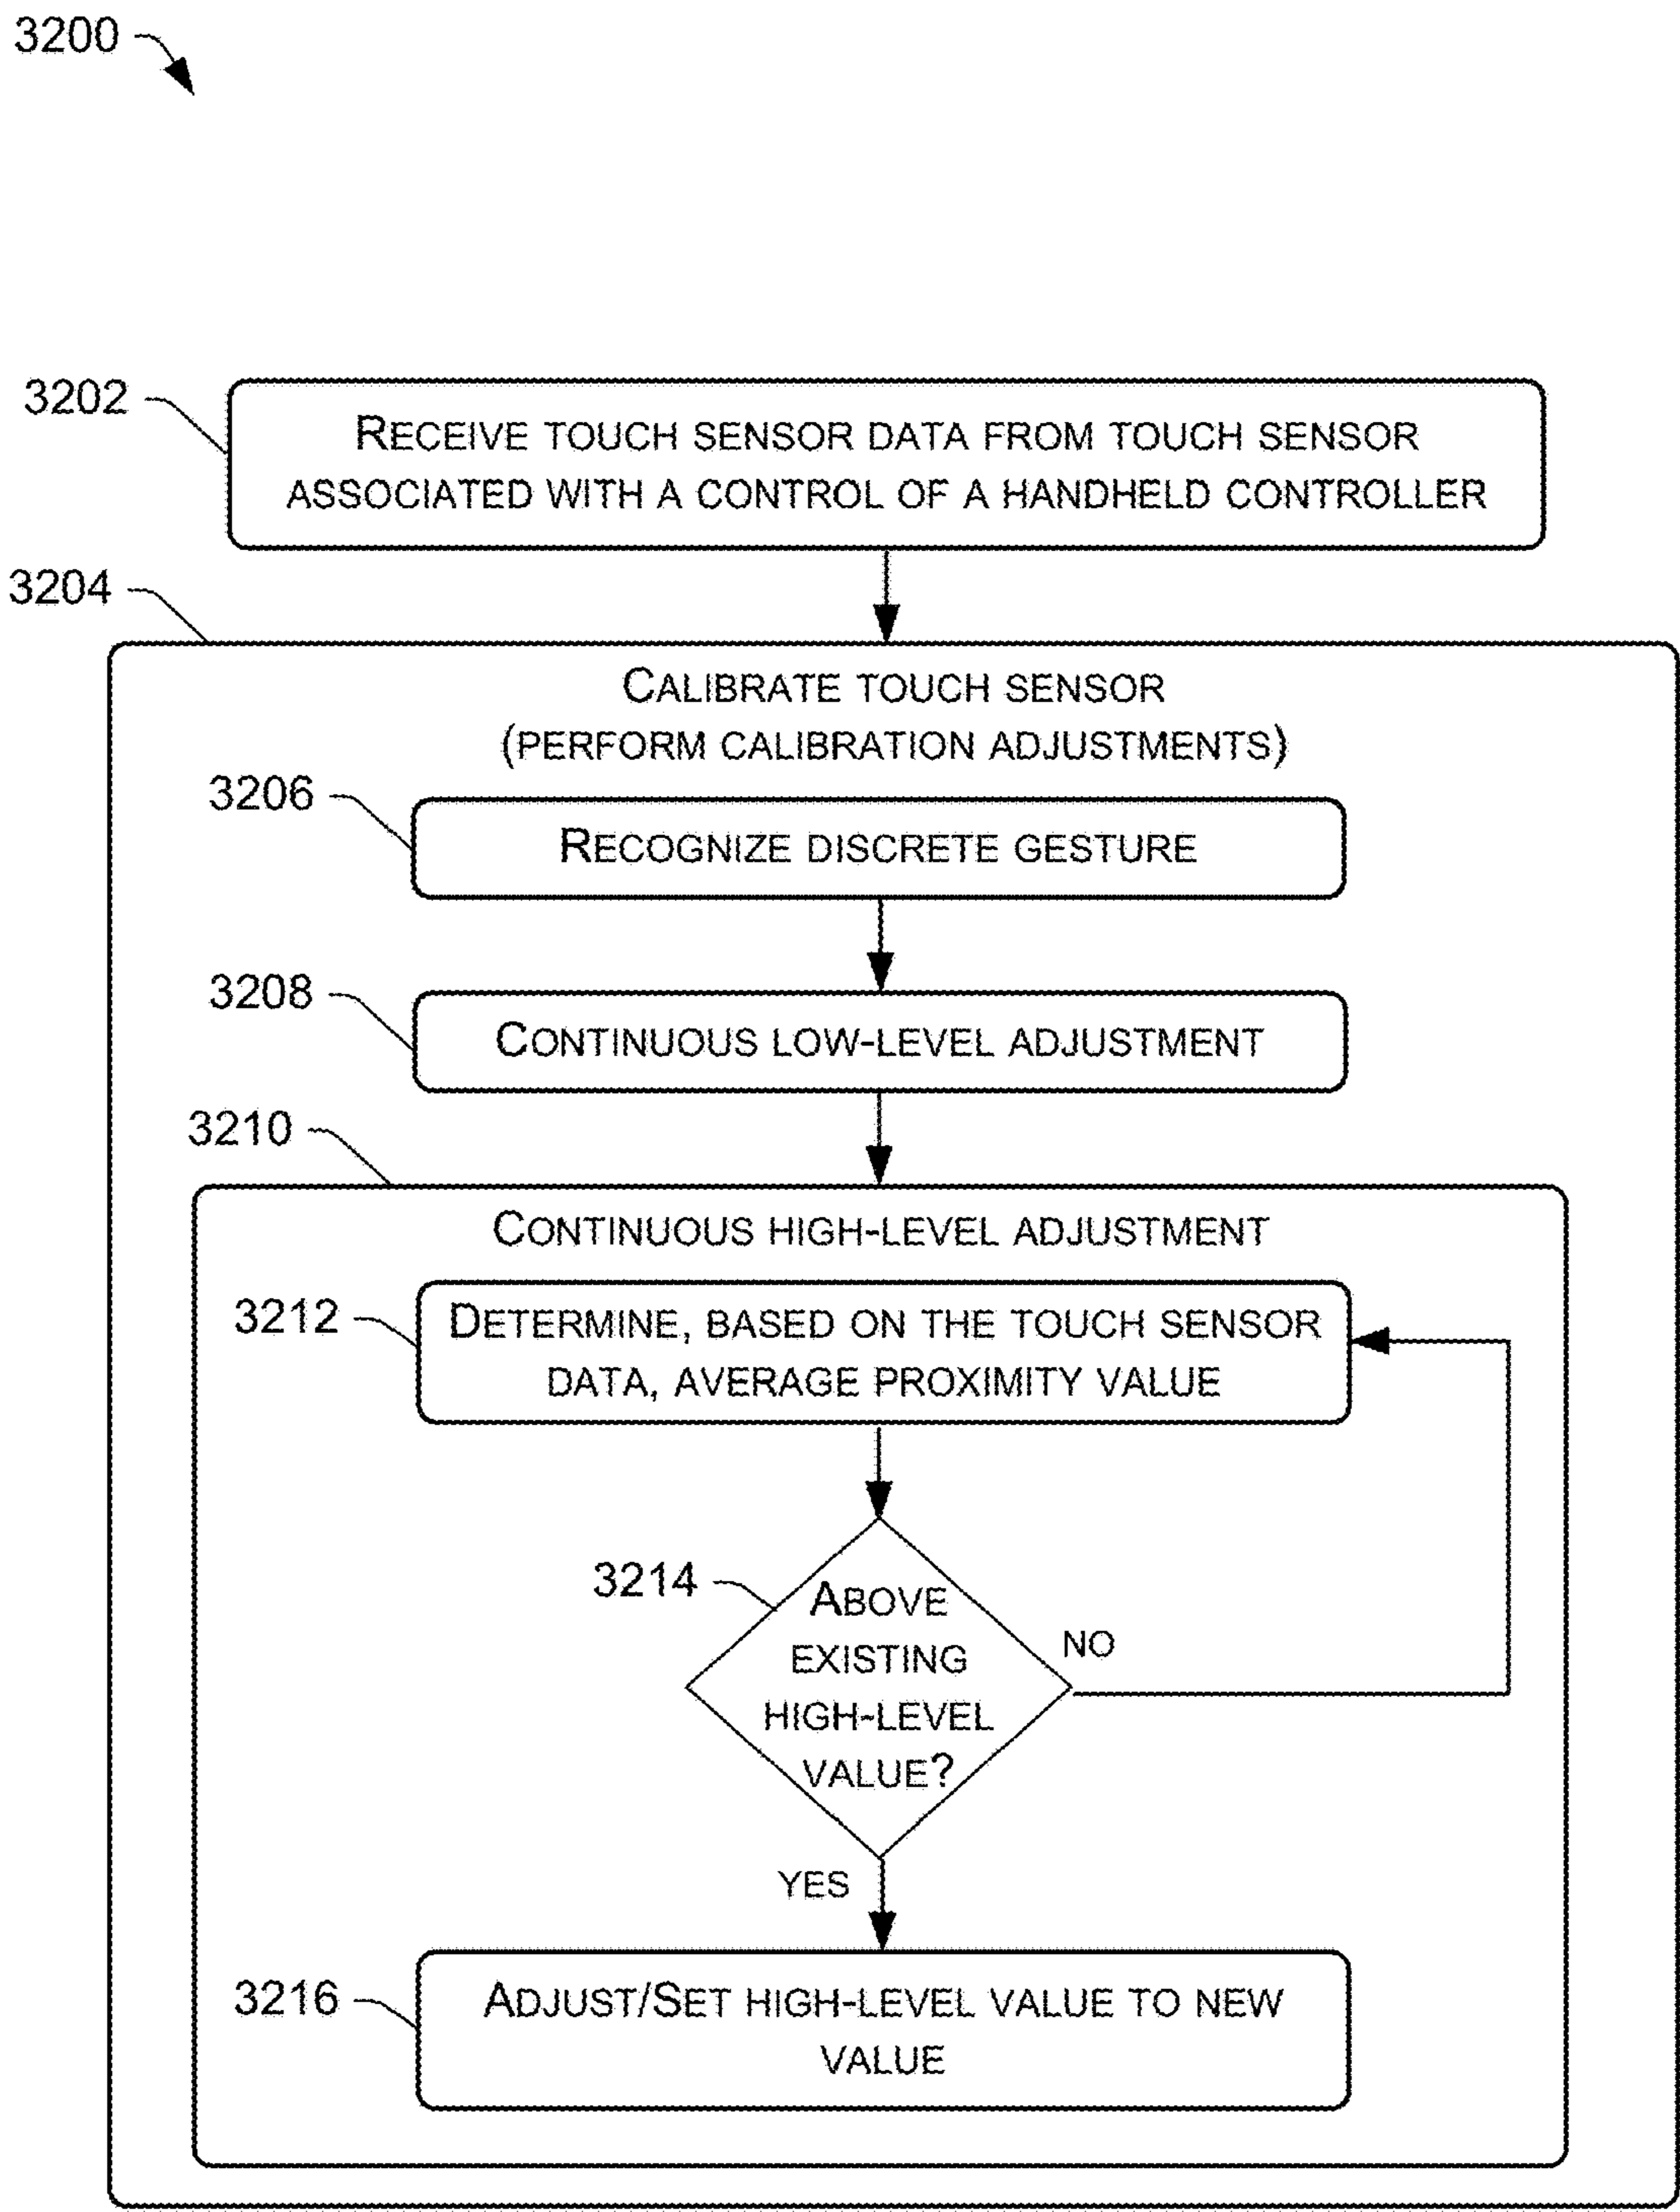 3200
3202
RECEIVE TOUCH SENSOR DATA FROM TOUCH SENSOR
ASSOCIATED WITH A CONTROL OF A HANDHELD CONTROLLER
3204
CALIBRATE TOUCH SENSOR
(PERFORM CALIBRATION ADJUSTMENTS)
3206
RECOGNIZE DISCRETE GESTURE
3208
CONTINUOUS LOW-LEVEL ADJUSTMENT
3210
CONTINUOUS HIGH-LEVEL ADJUSTMENT
3212
DETERMINE, BASED ON THE TOUCH SENSOR
DATA, AVERAGE PROXIMITY VALUE
3214
ABOVE
EXISTING
HIGH-LEVEL
VALUE?
NO
YES
3216
ADJUST/SET HIGH-LEVEL VALUE TO NEW
VALUE